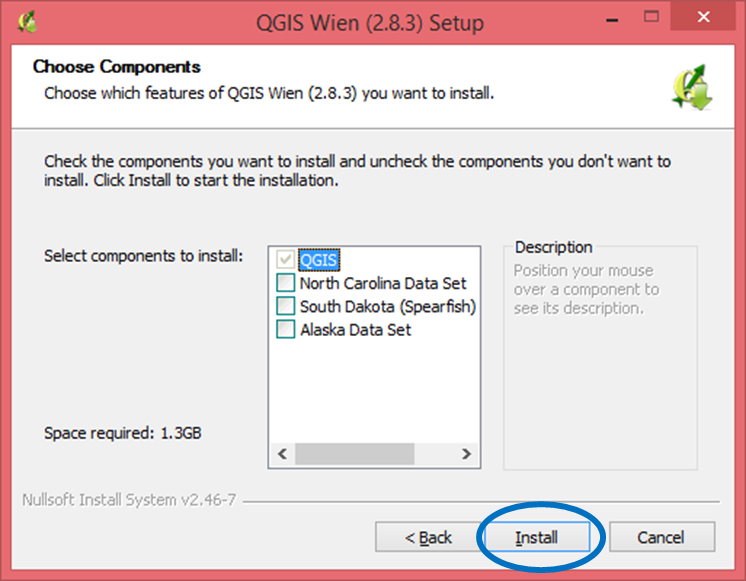 QGIS Wien (2.8.3) Setup
Choose Components
Choose which features of QGIS Wien (2.8.3) you want to install.
Check the components you want to install and uncheck the components you don't want to
install. Click Install to start the installation.
Select components to install:
QGIS
North Carolina Data Set
South Dakota (Spearfish)
Alaska Data Set
Description
Position your mouse
over a component to
see its description.
Space required: 1.3GB
Nullsoft Install System v2.46-7
< Back
Install
Cancel